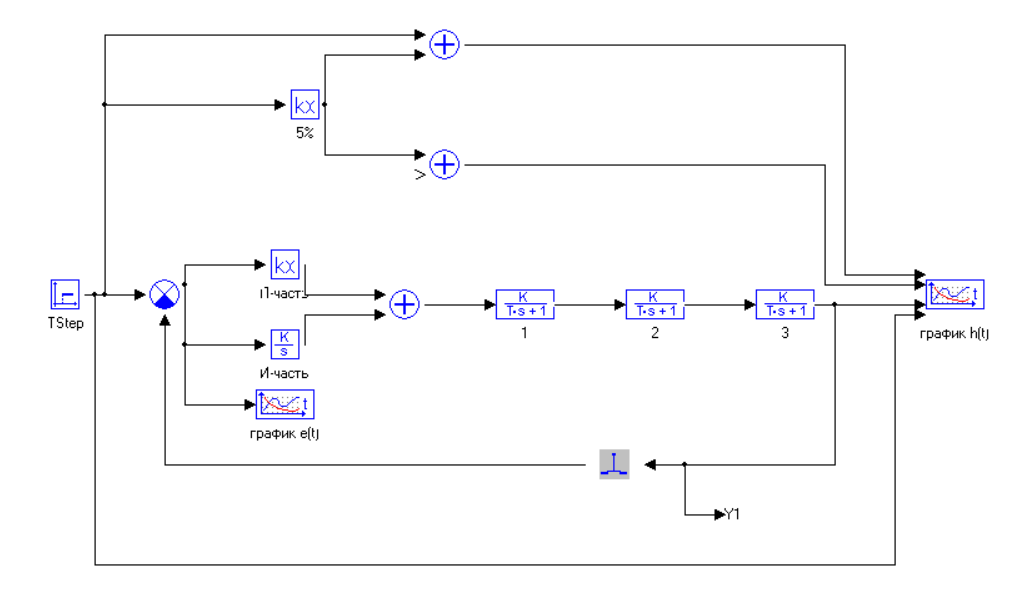 kx
5%
>
TStep
kx
П-часть
K
s
И-часть
t
график e(t)
K
T·s + 1
1
K
T·s + 1
2
K
T·s + 1
3
t
график h(t)
Y1